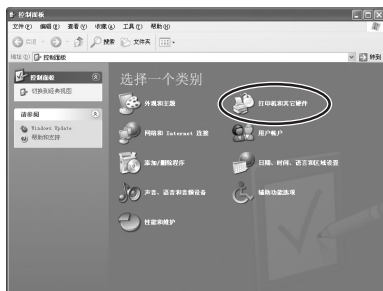 控制面板
文件(F) 编辑(E) 查看(V) 收藏(A) 工具(T) 帮助(H)
后退 搜索 文件夹
地址(D) 控制面板 转到
控制面板
切换到经典视图
请参阅
Windows Update
帮助和支持
选择一个类别
外观和主题
打印机和其它硬件
网络和 Internet 连接
用户帐户
添加/删除程序
日期、时间、语言和区域设置
声音、语音和音频设备
辅助功能选项
性能和维护